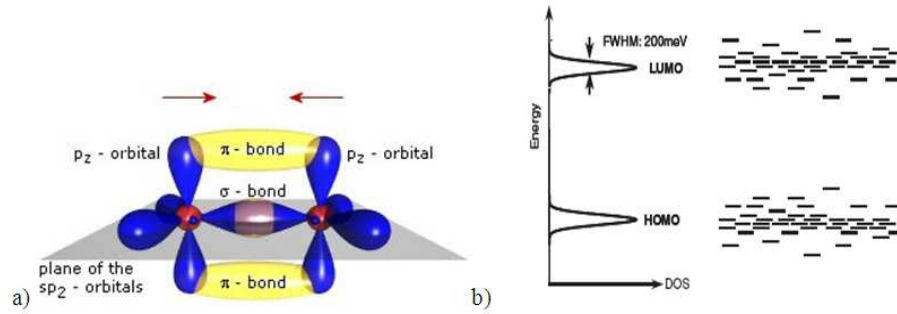 p_z - orbital
π - bond
p_z - orbital
σ - bond
plane of the
sp_2 - orbitals
π - bond
a)
FWHM: 200meV
LUMO
Energy
HOMO
DOS
b)